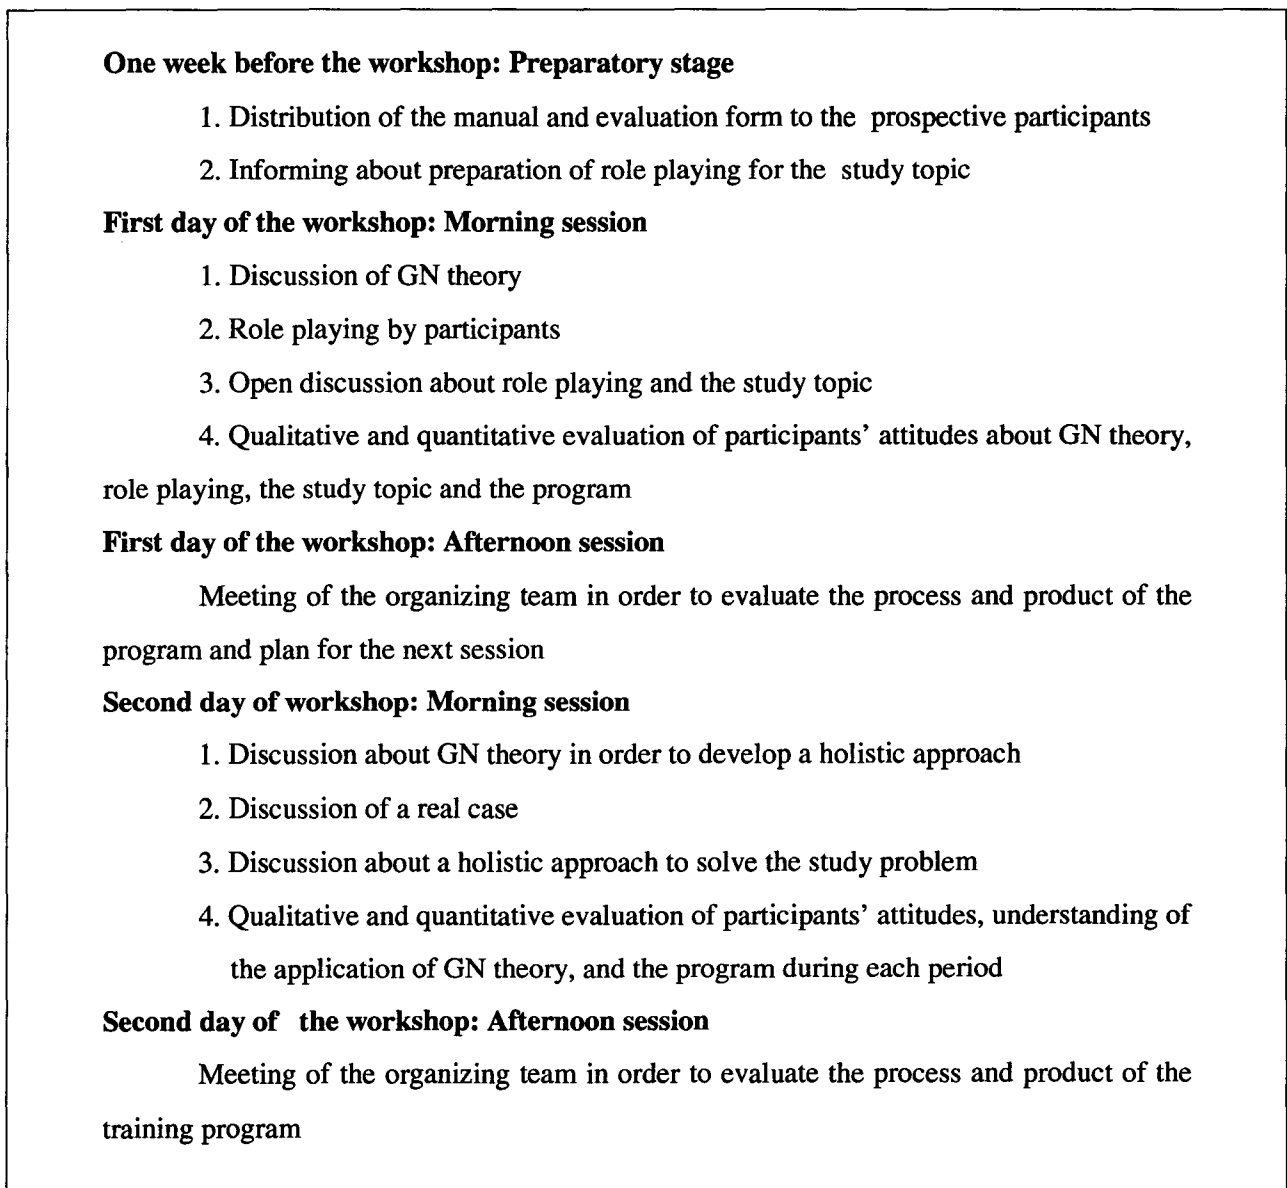 One week before the workshop: Preparatory stage
1. Distribution of the manual and evaluation form to the prospective participants
2. Informing about preparation of role playing for the study topic
First day of the workshop: Morning session
1. Discussion of GN theory
2. Role playing by participants
3. Open discussion about role playing and the study topic
4. Qualitative and quantitative evaluation of participants' attitudes about GN theory,
role playing, the study topic and the program
First day of the workshop: Afternoon session
Meeting of the organizing team in order to evaluate the process and product of the
program and plan for the next session
Second day of workshop: Morning session
1. Discussion about GN theory in order to develop a holistic approach
2. Discussion of a real case
3. Discussion about a holistic approach to solve the study problem
4. Qualitative and quantitative evaluation of participants' attitudes, understanding of
the application of GN theory, and the program during each period
Second day of the workshop: Afternoon session
Meeting of the organizing team in order to evaluate the process and product of the
training program